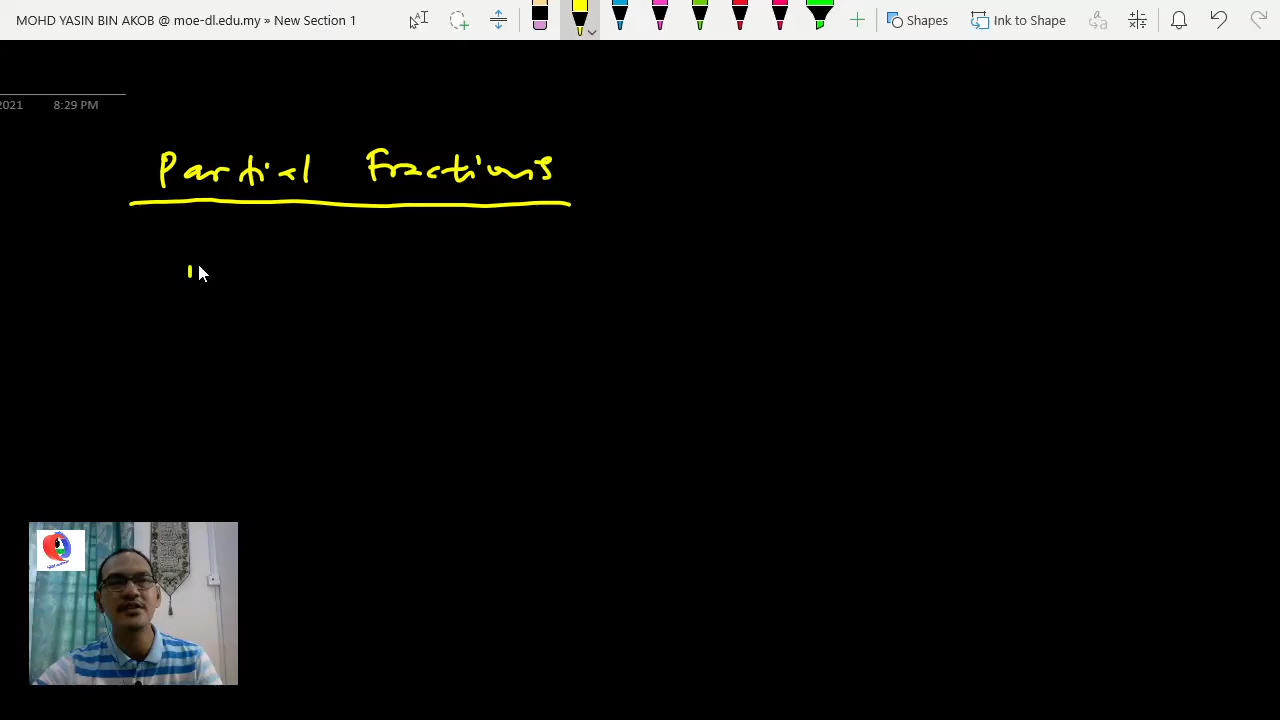 MOHD YASIN BIN AKOB @ moe-dl.edu.my » New Section 1
Shapes
Ink to Shape
2021 8:29 PM
Partial Fractions